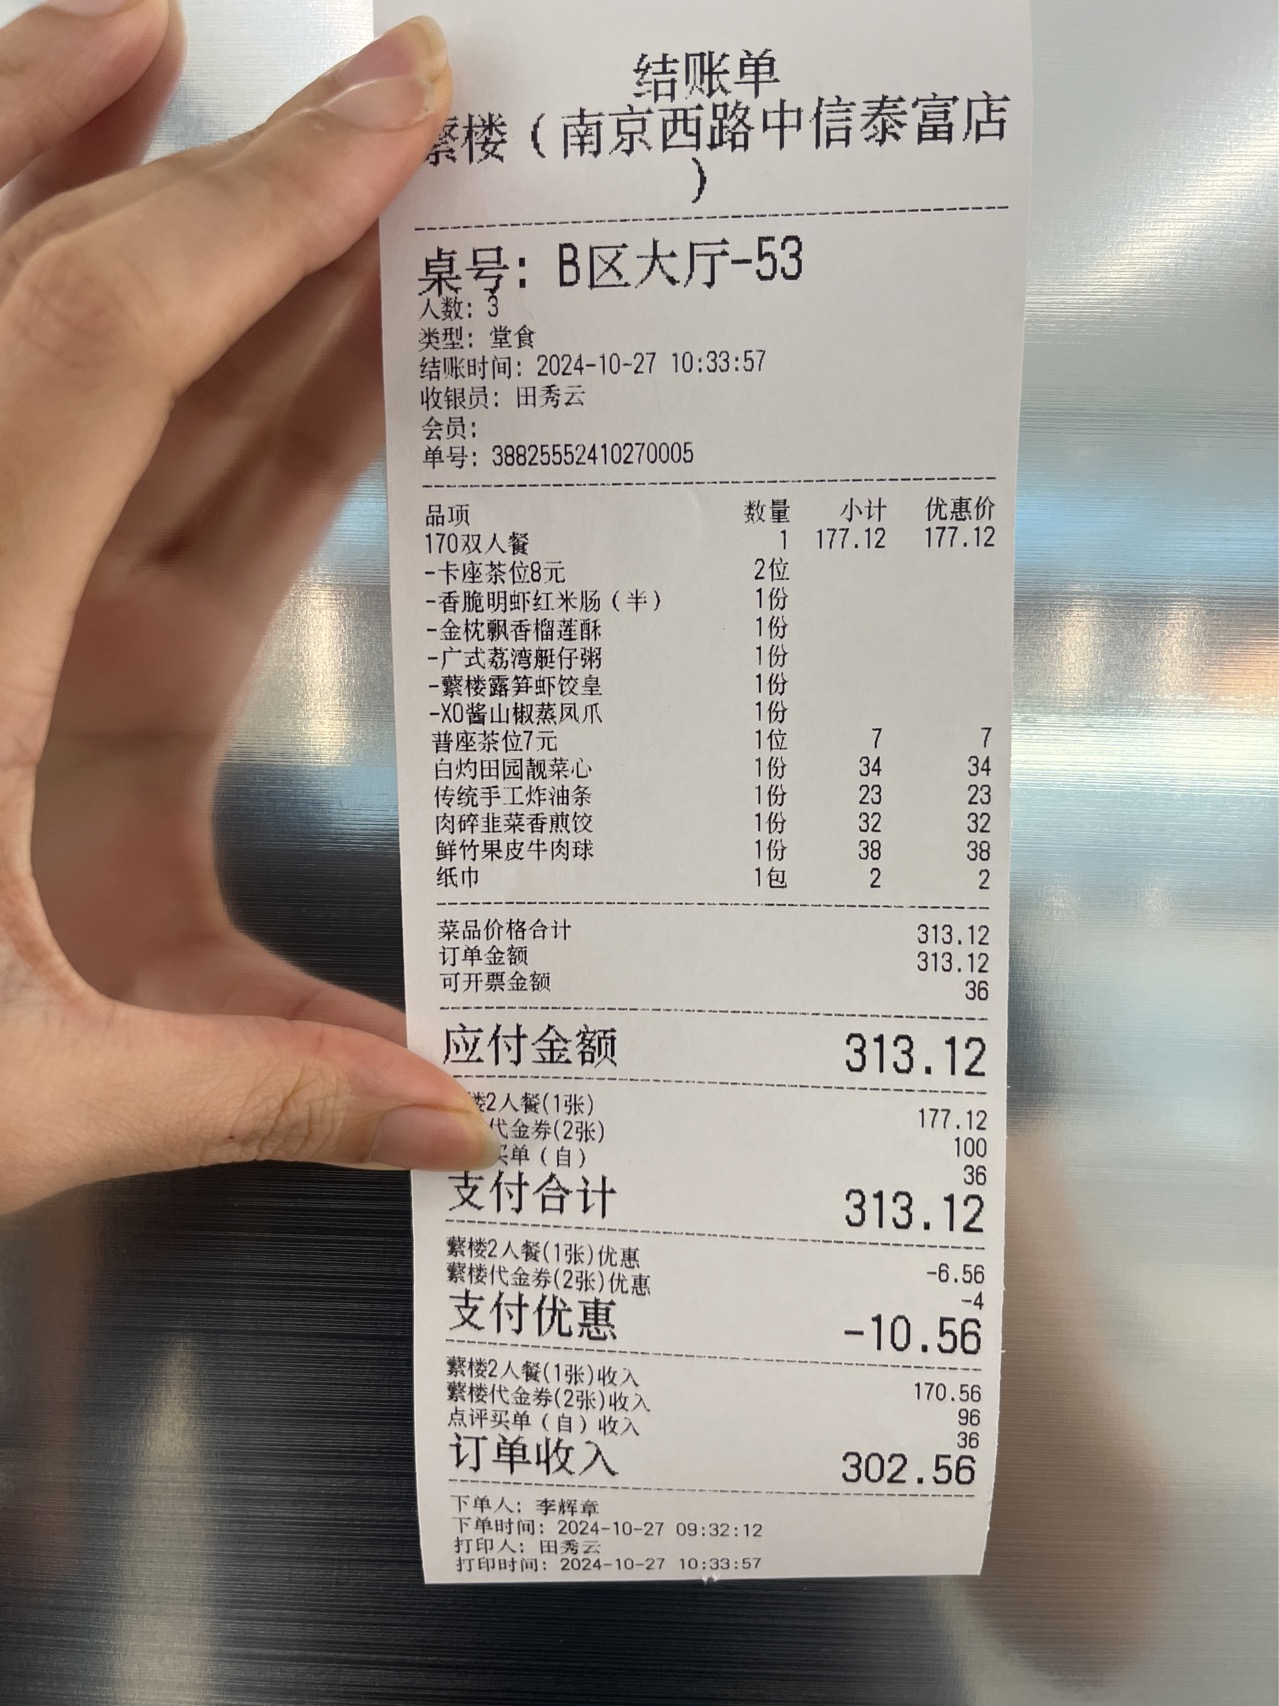 结账单
蘩楼（南京西路中信泰富店
）
桌号: B区大厅-53
人数: 3
类型: 堂食
结账时间: 2024-10-27 10:33:57
收银员: 田秀云
会员:
单号: 38825552410270005
品项 数量 小计 优惠价
170双人餐 1 177.12 177.12
-卡座茶位8元 2位
-香脆明虾红米肠（半） 1份
-金枕飘香榴莲酥 1份
-广式荔湾艇仔粥 1份
-蘩楼露笋虾饺皇 1份
-XO酱山椒蒸凤爪 1份
普座茶位7元 1位 7 7
白灼田园靓菜心 1份 34 34
传统手工炸油条 1份 23 23
肉碎韭菜香煎饺 1份 32 32
鲜竹果皮牛肉球 1份 38 38
纸巾 1包 2 2
菜品价格合计 313.12
订单金额 313.12
可开票金额 36
应付金额 313.12
楼2人餐(1张) 177.12
代金券(2张) 100
买单（自） 36
支付合计 313.12
蘩楼2人餐(1张)优惠 -6.56
蘩楼代金券(2张)优惠 -4
支付优惠 -10.56
蘩楼2人餐(1张)收入 170.56
蘩楼代金券(2张)收入 96
点评买单（自）收入 36
订单收入 302.56
下单人: 李辉章
下单时间: 2024-10-27 09:32:12
打印人: 田秀云
打印时间: 2024-10-27 10:33:57